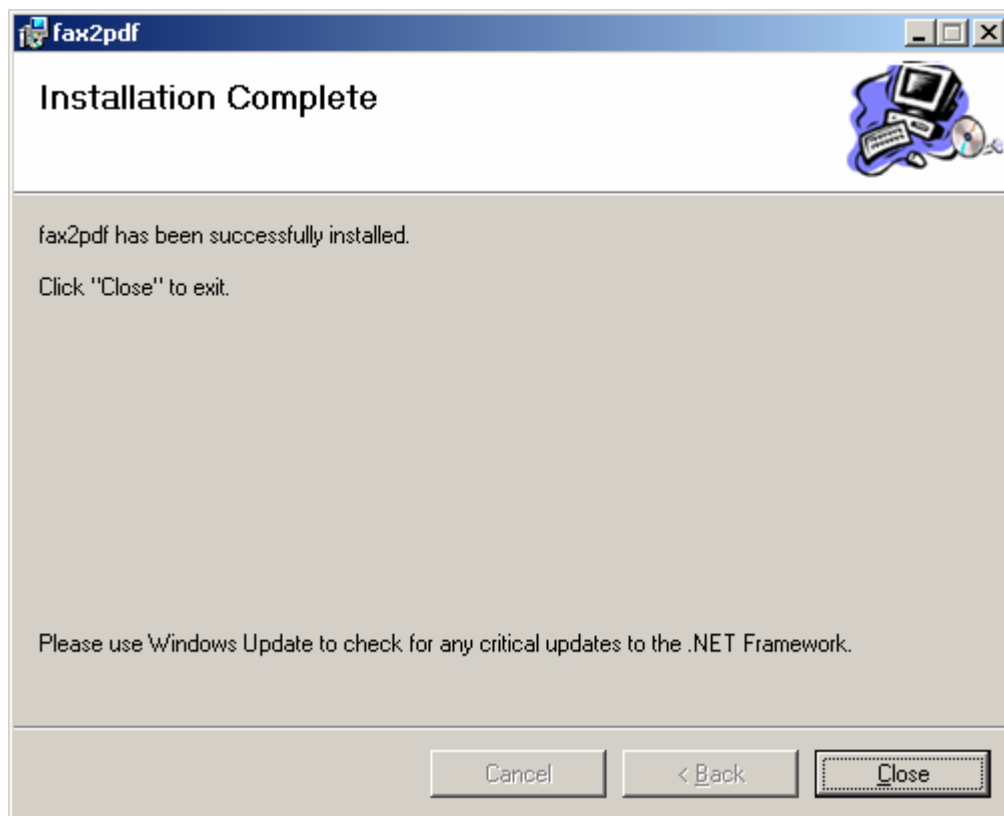 fax2pdf
Installation Complete
fax2pdf has been successfully installed.
Click "Close" to exit.
Please use Windows Update to check for any critical updates to the .NET Framework.
Cancel
< Back
Close